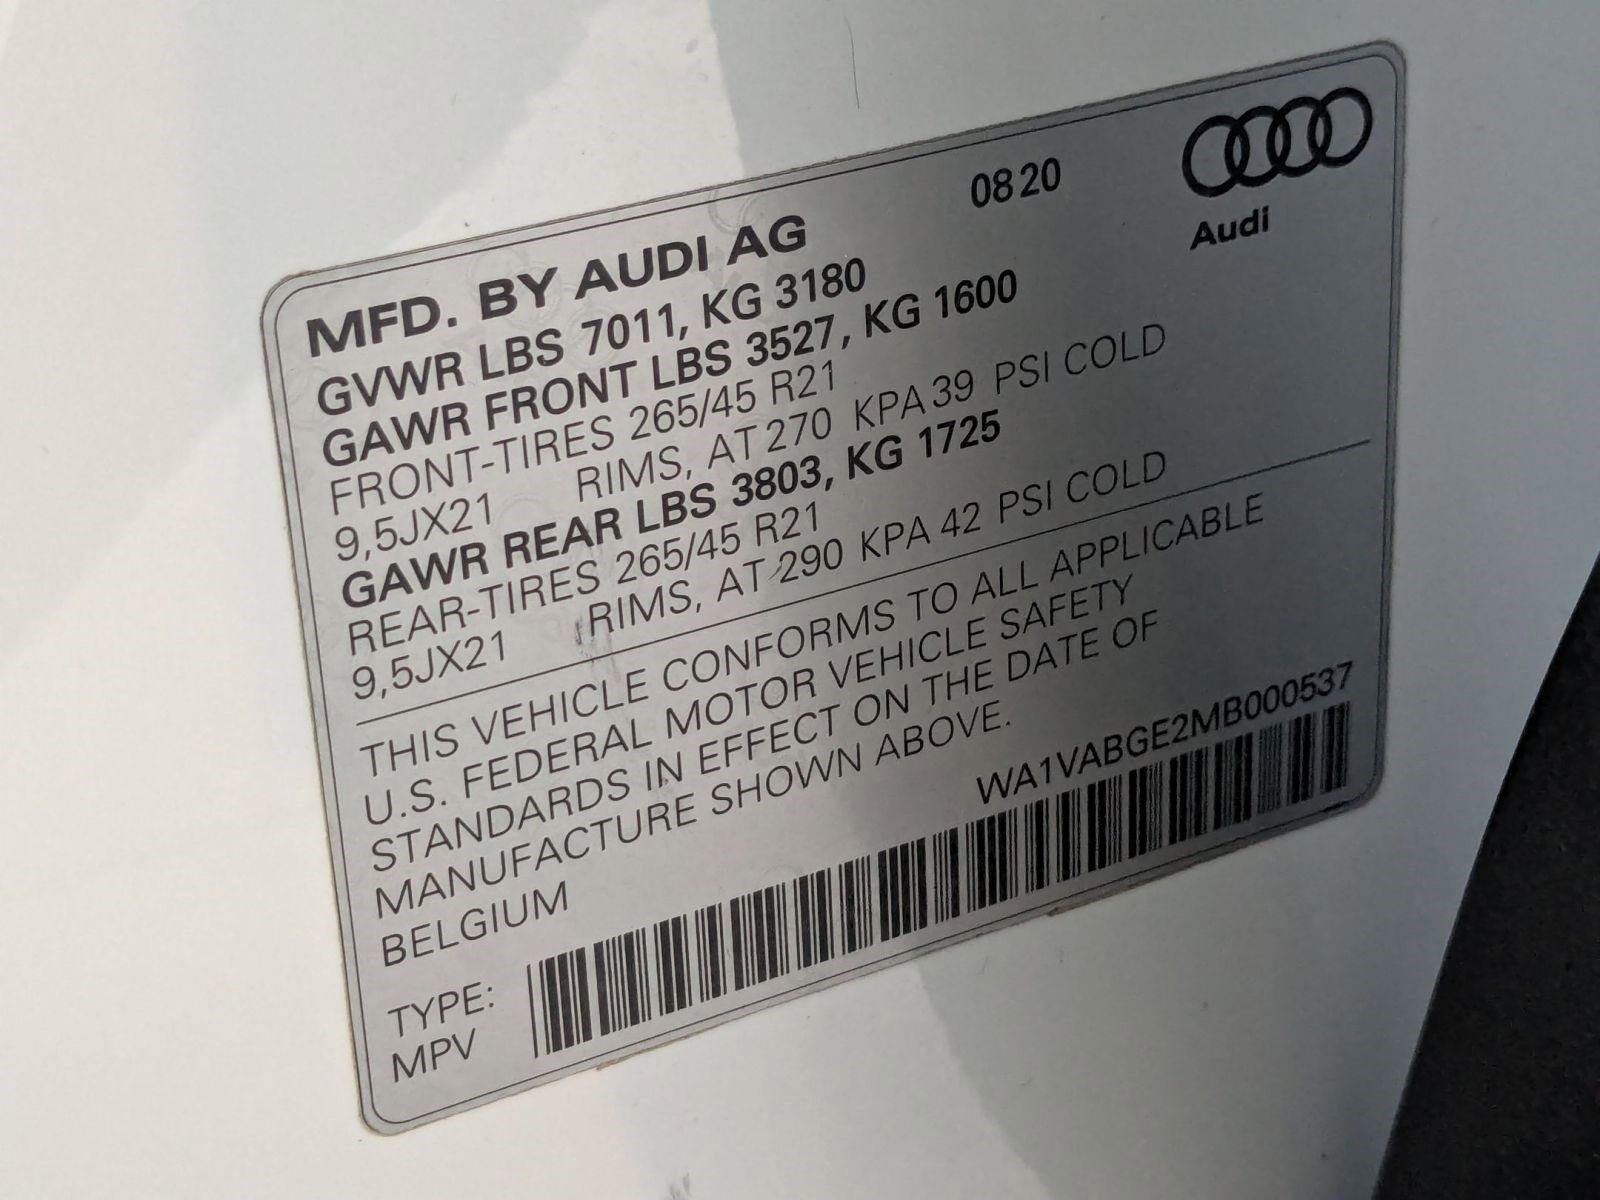 0820
Audi
MFD. BY AUDI AG
GVWR LBS 7011, KG 3180
GAWR FRONT LBS 3527, KG 1600
FRONT-TIRES 265/45 R21
9,5JX21 RIMS, AT 270 KPA 39 PSI COLD
GAWR REAR LBS 3803, KG 1725
REAR-TIRES 265/45 R21
9,5JX21 RIMS, AT 290 KPA 42 PSI COLD
THIS VEHICLE CONFORMS TO ALL APPLICABLE
U.S. FEDERAL MOTOR VEHICLE SAFETY
STANDARDS IN EFFECT ON THE DATE OF
MANUFACTURE SHOWN ABOVE.
BELGIUM
WA1VABGE2MB000537
TYPE:
MPV